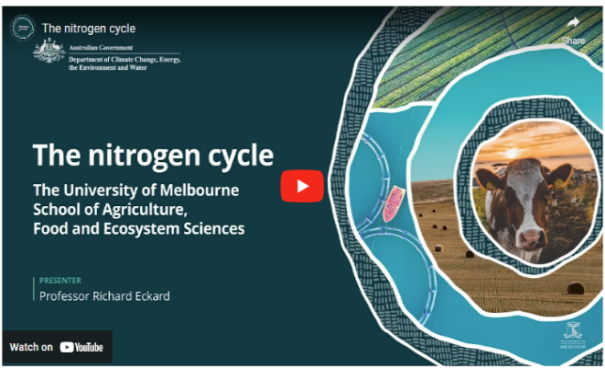 The nitrogen cycle
Share
Australian Government
Department of Climate Change, Energy,
the Environment and Water
The nitrogen cycle
The University of Melbourne
School of Agriculture,
Food and Ecosystem Sciences
PRESENTER
Professor Richard Eckard
Watch on YouTube